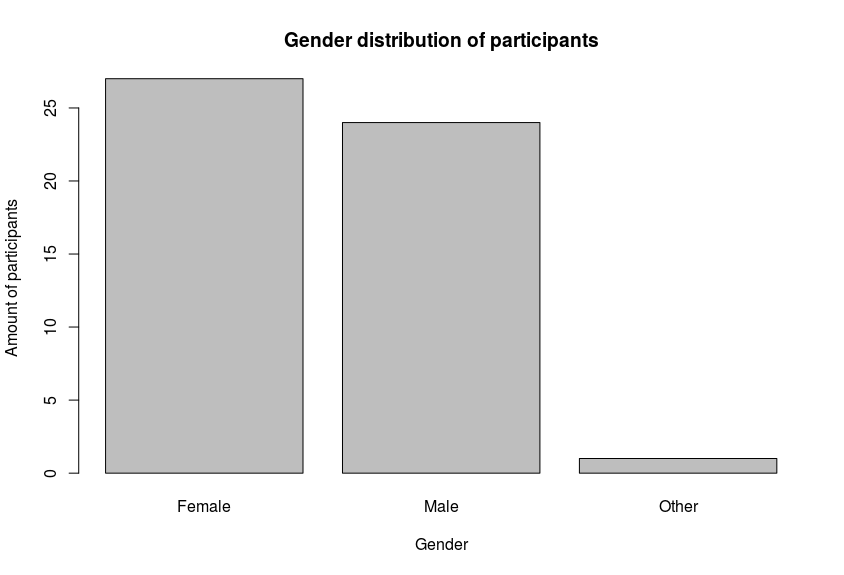 Gender distribution of participants
Amount of participants
25
20
15
10
5
0
Female
Male
Other
Gender